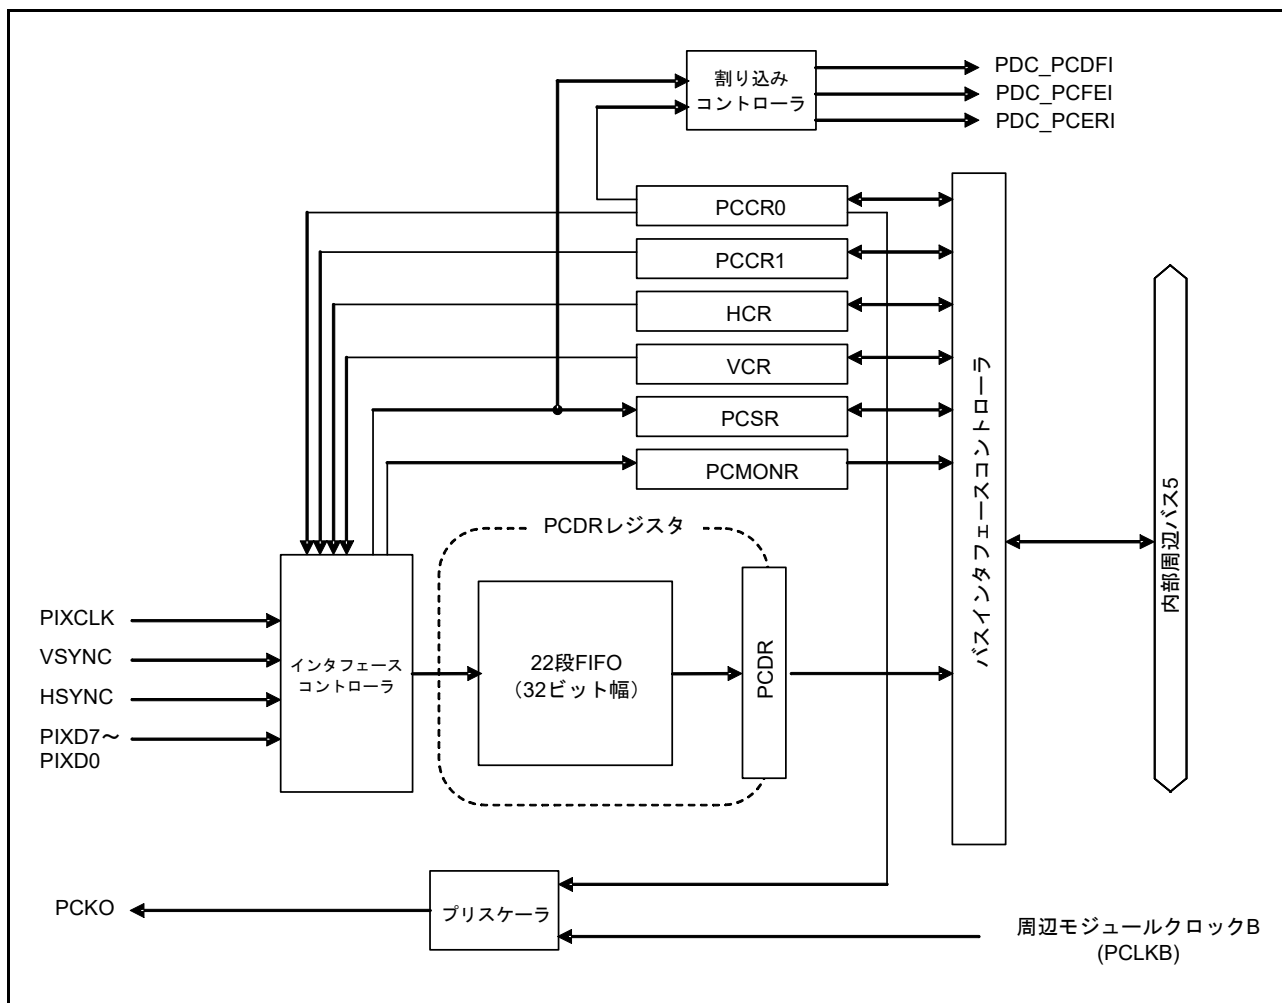 割り込み
コントローラ
PDC_PCDFI
PDC_PCFEI
PDC_PCERI
PCCR0
PCCR1
HCR
VCR
PCSR
PCMONR
バスインタフェースコントローラ
内部周辺バス5
PCDRレジスタ
PIXCLK
VSYNC
HSYNC
PIXD7～
PIXD0
インタフェース
コントローラ
22段FIFO
（32ビット幅）
PCDR
PCKO
プリスケーラ
周辺モジュールクロックB
(PCLKB)